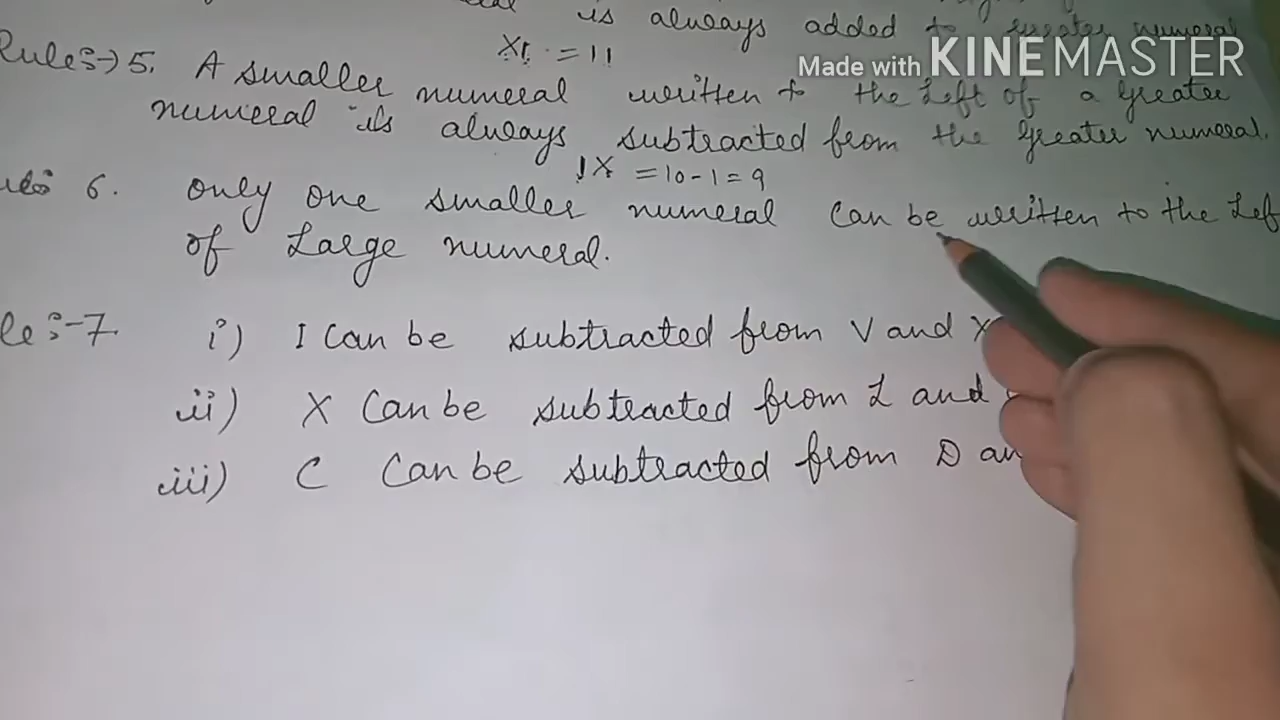 is always added to greater numeral
XI = 11
Made with KINEMASTER
Rules:→ 5. A smaller numeral written to the Left of a Greater
numeral is always subtracted from the Greater numeral.
IX = 10 - 1 = 9
6. Only one smaller numeral can be written to the Lef
of Large numeral.
le :- 7. i) I can be subtracted from V and X
ii) X can be subtracted from L and
iii) C can be subtracted from D an